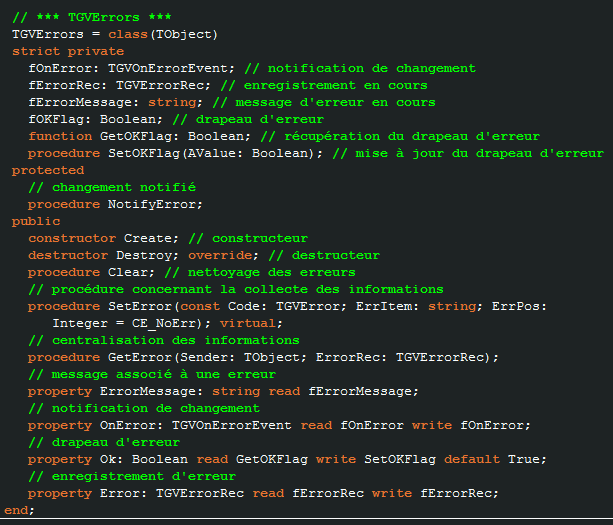 // *** TGVErrors ***
TGVErrors = class(TObject)
strict private
fOnError: TGVOnErrorEvent; // notification de changement
fErrorRec: TGVErrorRec; // enregistrement en cours
fErrorMessage: string; // message d'erreur en cours
fOKFlag: Boolean; // drapeau d'erreur
function GetOKFlag: Boolean; // récupération du drapeau d'erreur
procedure SetOKFlag(AValue: Boolean); // mise à jour du drapeau d'erreur
protected
// changement notifié
procedure NotifyError;
public
constructor Create; // constructeur
destructor Destroy; override; // destructeur
procedure Clear; // nettoyage des erreurs
// procédure concernant la collecte des informations
procedure SetError(const Code: TGVError; ErrItem: string; ErrPos:
Integer = CE_NoErr); virtual;
// centralisation des informations
procedure GetError(Sender: TObject; ErrorRec: TGVErrorRec);
// message associé à une erreur
property ErrorMessage: string read fErrorMessage;
// notification de changement
property OnError: TGVOnErrorEvent read fOnError write fOnError;
// drapeau d'erreur
property Ok: Boolean read GetOKFlag write SetOKFlag default True;
// enregistrement d'erreur
property Error: TGVErrorRec read fErrorRec write fErrorRec;
end;